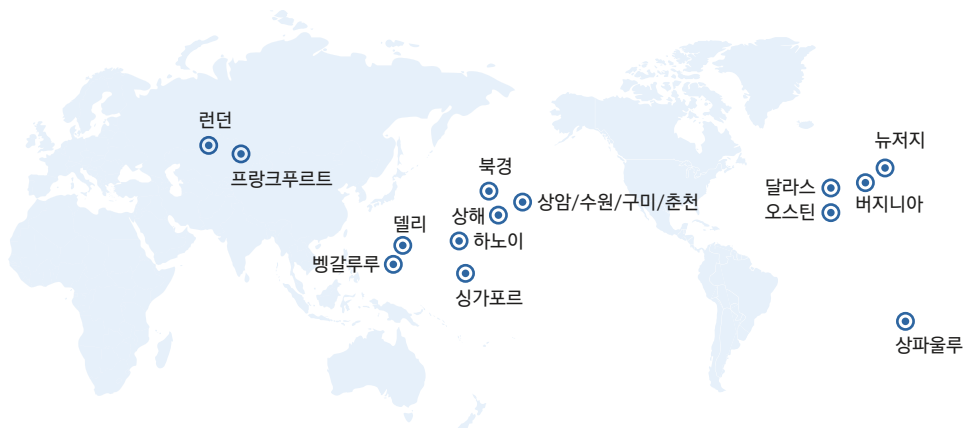 런던
프랑크푸르트
북경
상해
상암/수원/구미/춘천
델리
벵갈루루
하노이
싱가포르
뉴저지
달라스
버지니아
오스틴
상파울루